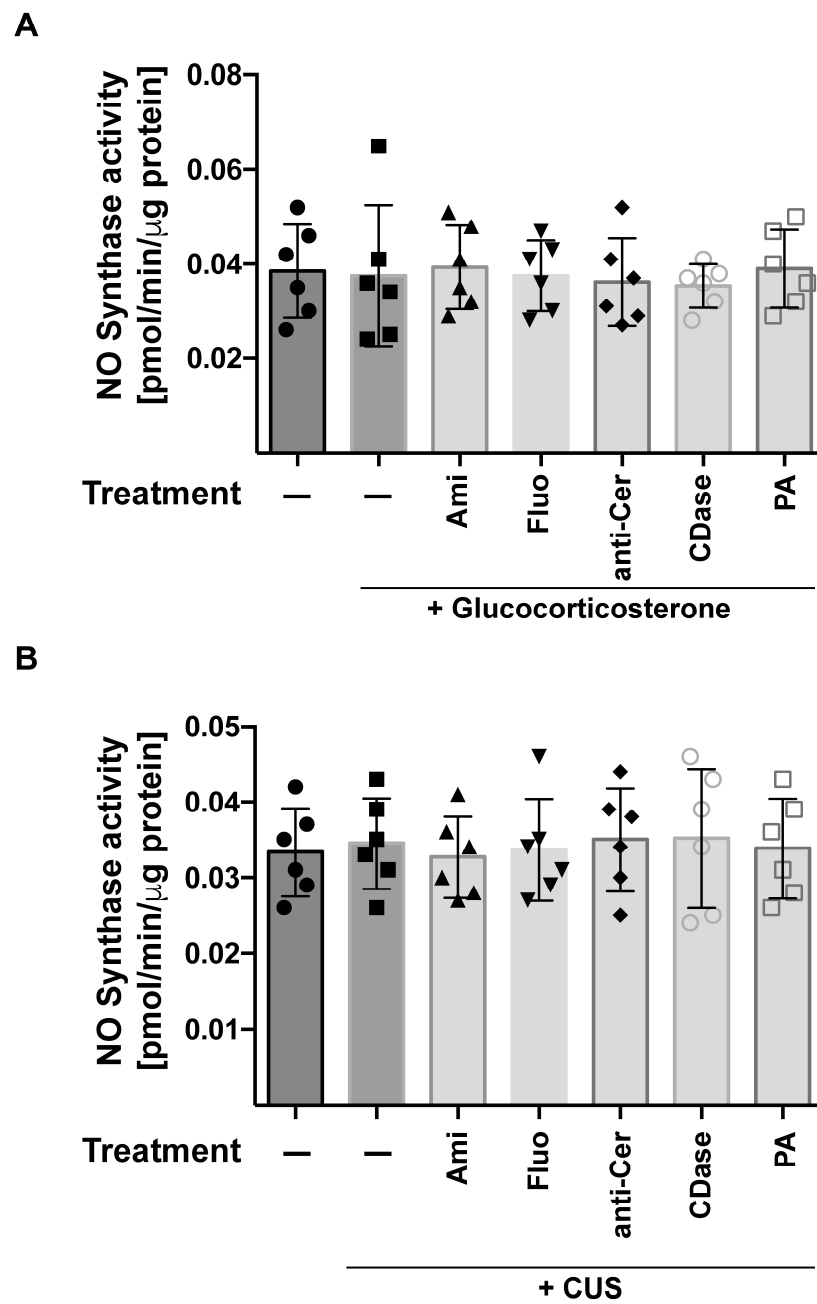 A
NO Synthase activity
[pmol/min/µg protein]
0.08
0.06
0.04
0.02
Treatment — — Ami Fluo anti-Cer CDase PA
+ Glucocorticosterone
B
NO Synthase activity
[pmol/min/µg protein]
0.05
0.04
0.03
0.02
0.01
Treatment — — Ami Fluo anti-Cer CDase PA
+ CUS